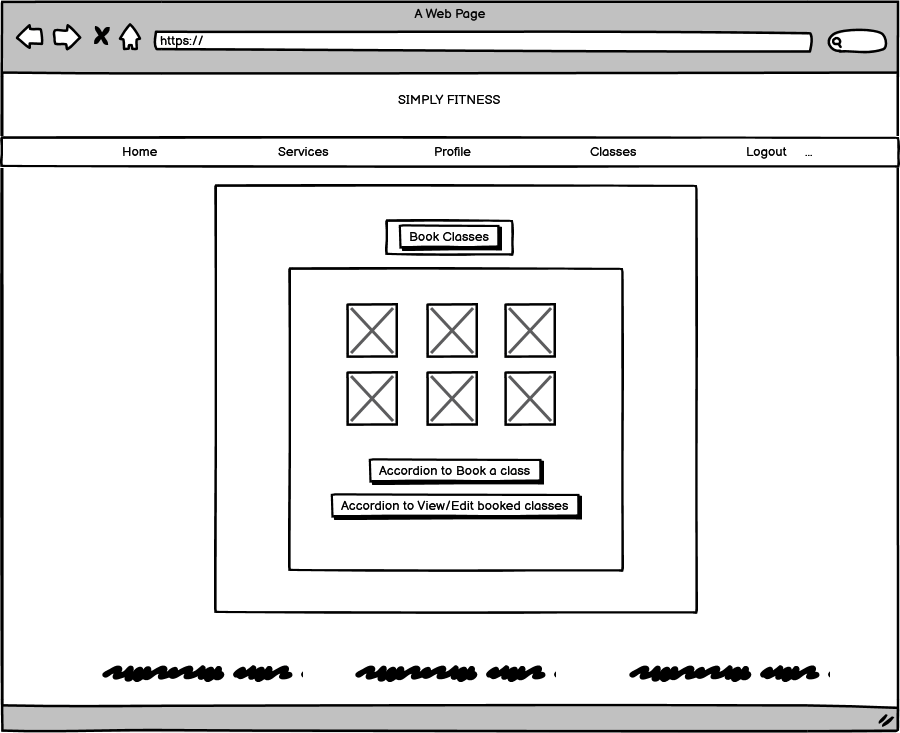 A Web Page
https://
SIMPLY FITNESS
Home Services Profile Classes Logout ...
Book Classes
Accordion to Book a class
Accordion to View/Edit booked classes